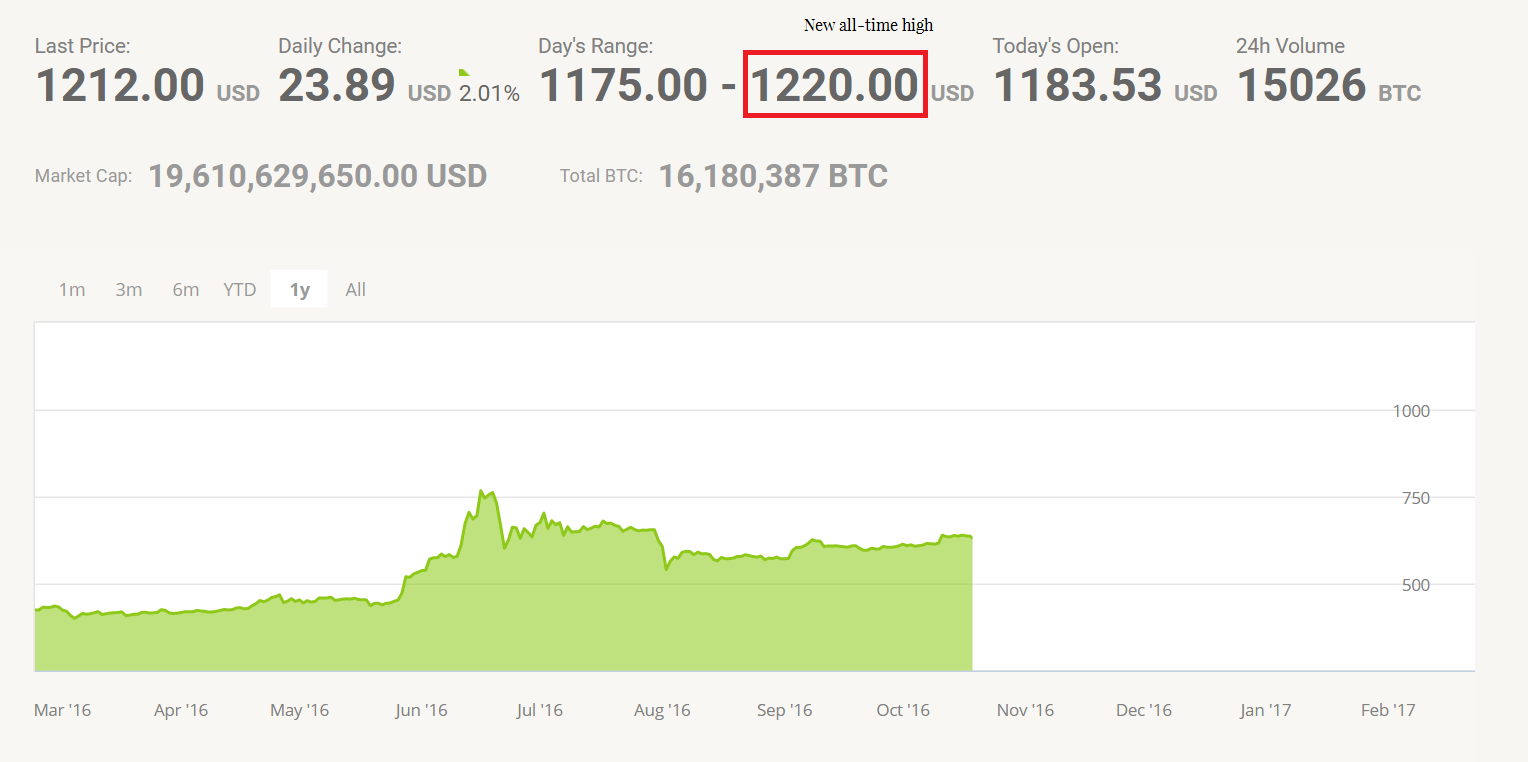 New all-time high
Last Price: Daily Change: Day's Range: Today's Open: 24h Volume
1212.00 USD 23.89 USD 2.01% 1175.00 - 1220.00 USD 1183.53 USD 15026 BTC
Market Cap: 19,610,629,650.00 USD Total BTC: 16,180,387 BTC
1m 3m 6m YTD 1y All
1000
750
500
Mar '16 Apr '16 May '16 Jun '16 Jul '16 Aug '16 Sep '16 Oct '16 Nov '16 Dec '16 Jan '17 Feb '17